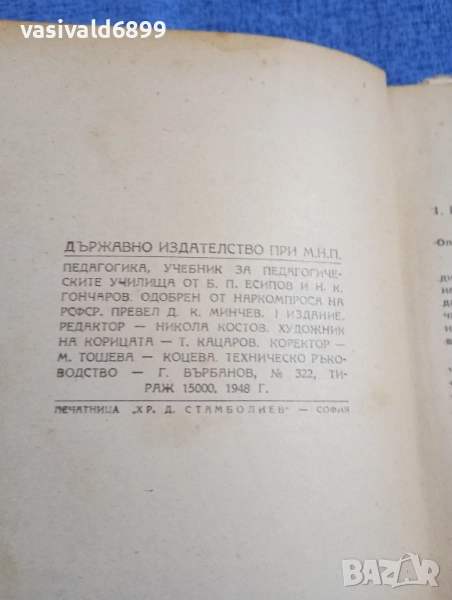 vasivald6899
ДЪРЖАВНО ИЗДАТЕЛСТВО ПРИ М.Н.П.
ПЕДАГОГИКА, УЧЕБНИК ЗА ПЕДАГОГИЧЕ-
СКИТЕ УЧИЛИЩА ОТ Б. П. ЕСИПОВ И Н. К.
ГОНЧАРОВ. ОДОБРЕН ОТ НАРКОМПРОСА НА
РСФСР. ПРЕВЕЛ Д. К. МИНЧЕВ. I ИЗДАНИЕ.
РЕДАКТОР — НИКОЛА КОСТОВ. ХУДОЖНИК
НА КОРИЦАТА — Т. КАЦАРОВ. КОРЕКТОР —
М. ТОШЕВА — КОЦЕВА. ТЕХНИЧЕСКО РЪКО-
ВОДСТВО — Г. ВЪРБАНОВ, № 322, ТИ-
РАЖ 15000. 1948 Г.
ПЕЧАТНИЦА „ХР. Д. СТАМБОЛИЕВ" — СОФИЯ
BAZAR